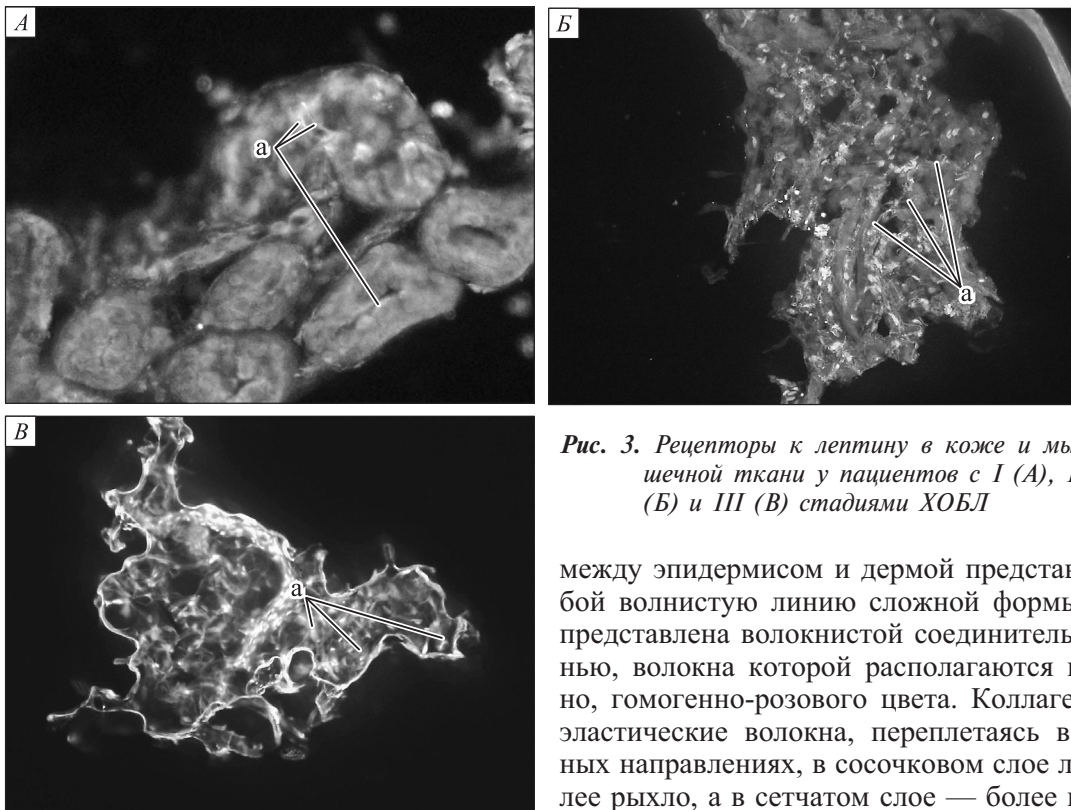 А
а
Б
а
В
а
Рис. 3. Рецепторы к лептину в коже и мы
шечной ткани у пациентов с I (А), I
(Б) и III (В) стадиями ХОБЛ
между эпидермисом и дермой представ
бой волнистую линию сложной формы
представлена волокнистой соединитель
нью, волокна которой располагаются
но, гомогенно-розового цвета. Коллаге
эластические волокна, переплетаясь в
ных направлениях, в сосочковом слое л
лее рыхло, а в сетчатом слое — более